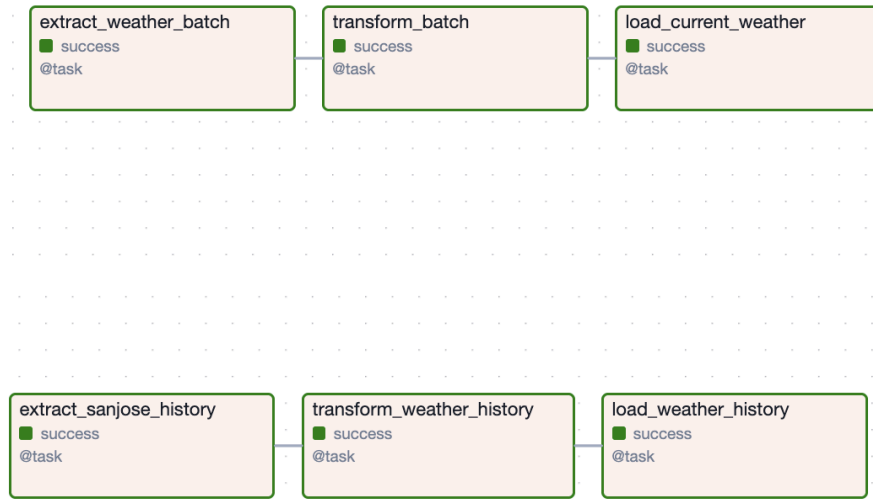 extract_weather_batch
success
@task
transform_batch
success
@task
load_current_weather
success
@task
extract_sanjose_history
success
@task
transform_weather_history
success
@task
load_weather_history
success
@task